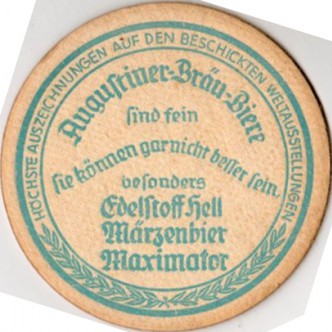 HÖCHSTE AUSZEICHNUNGEN AUF DEN BESCHICKTEN WELTAUSSTELLUNGEN
Auguſtiner-Bräu-Biere
ſind fein
ſie können garnicht beſſer ſein,
beſonders
Edelſtoff Hell
Märzenbier
Maximator